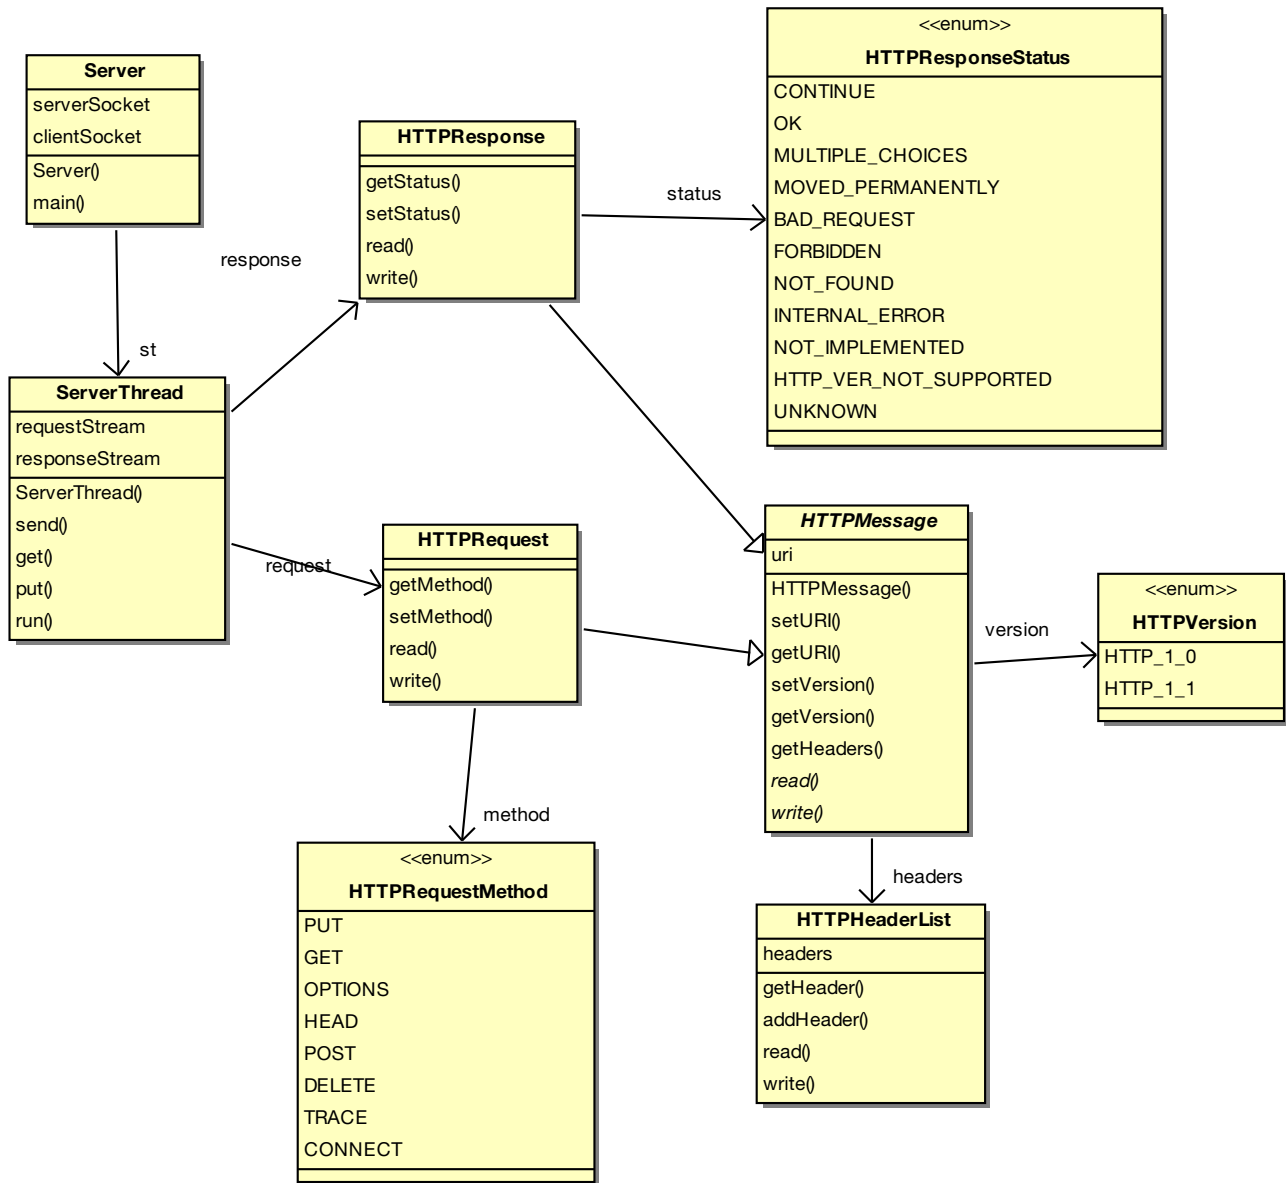 <<enum>>
HTTPResponseStatus
CONTINUE
OK
MULTIPLE_CHOICES
MOVED_PERMANENTLY
BAD_REQUEST
FORBIDDEN
NOT_FOUND
INTERNAL_ERROR
NOT_IMPLEMENTED
HTTP_VER_NOT_SUPPORTED
UNKNOWN
Server
serverSocket
clientSocket
Server()
main()
HTTPResponse
getStatus()
setStatus()
read()
write()
status
response
st
ServerThread
requestStream
responseStream
ServerThread()
send()
get()
put()
run()
request
HTTPRequest
getMethod()
setMethod()
read()
write()
HTTPMessage
uri
HTTPMessage()
setURI()
getURI()
setVersion()
getVersion()
getHeaders()
read()
write()
version
<<enum>>
HTTPVersion
HTTP_1_0
HTTP_1_1
method
<<enum>>
HTTPRequestMethod
PUT
GET
OPTIONS
HEAD
POST
DELETE
TRACE
CONNECT
headers
HTTPHeaderList
headers
getHeader()
addHeader()
read()
write()